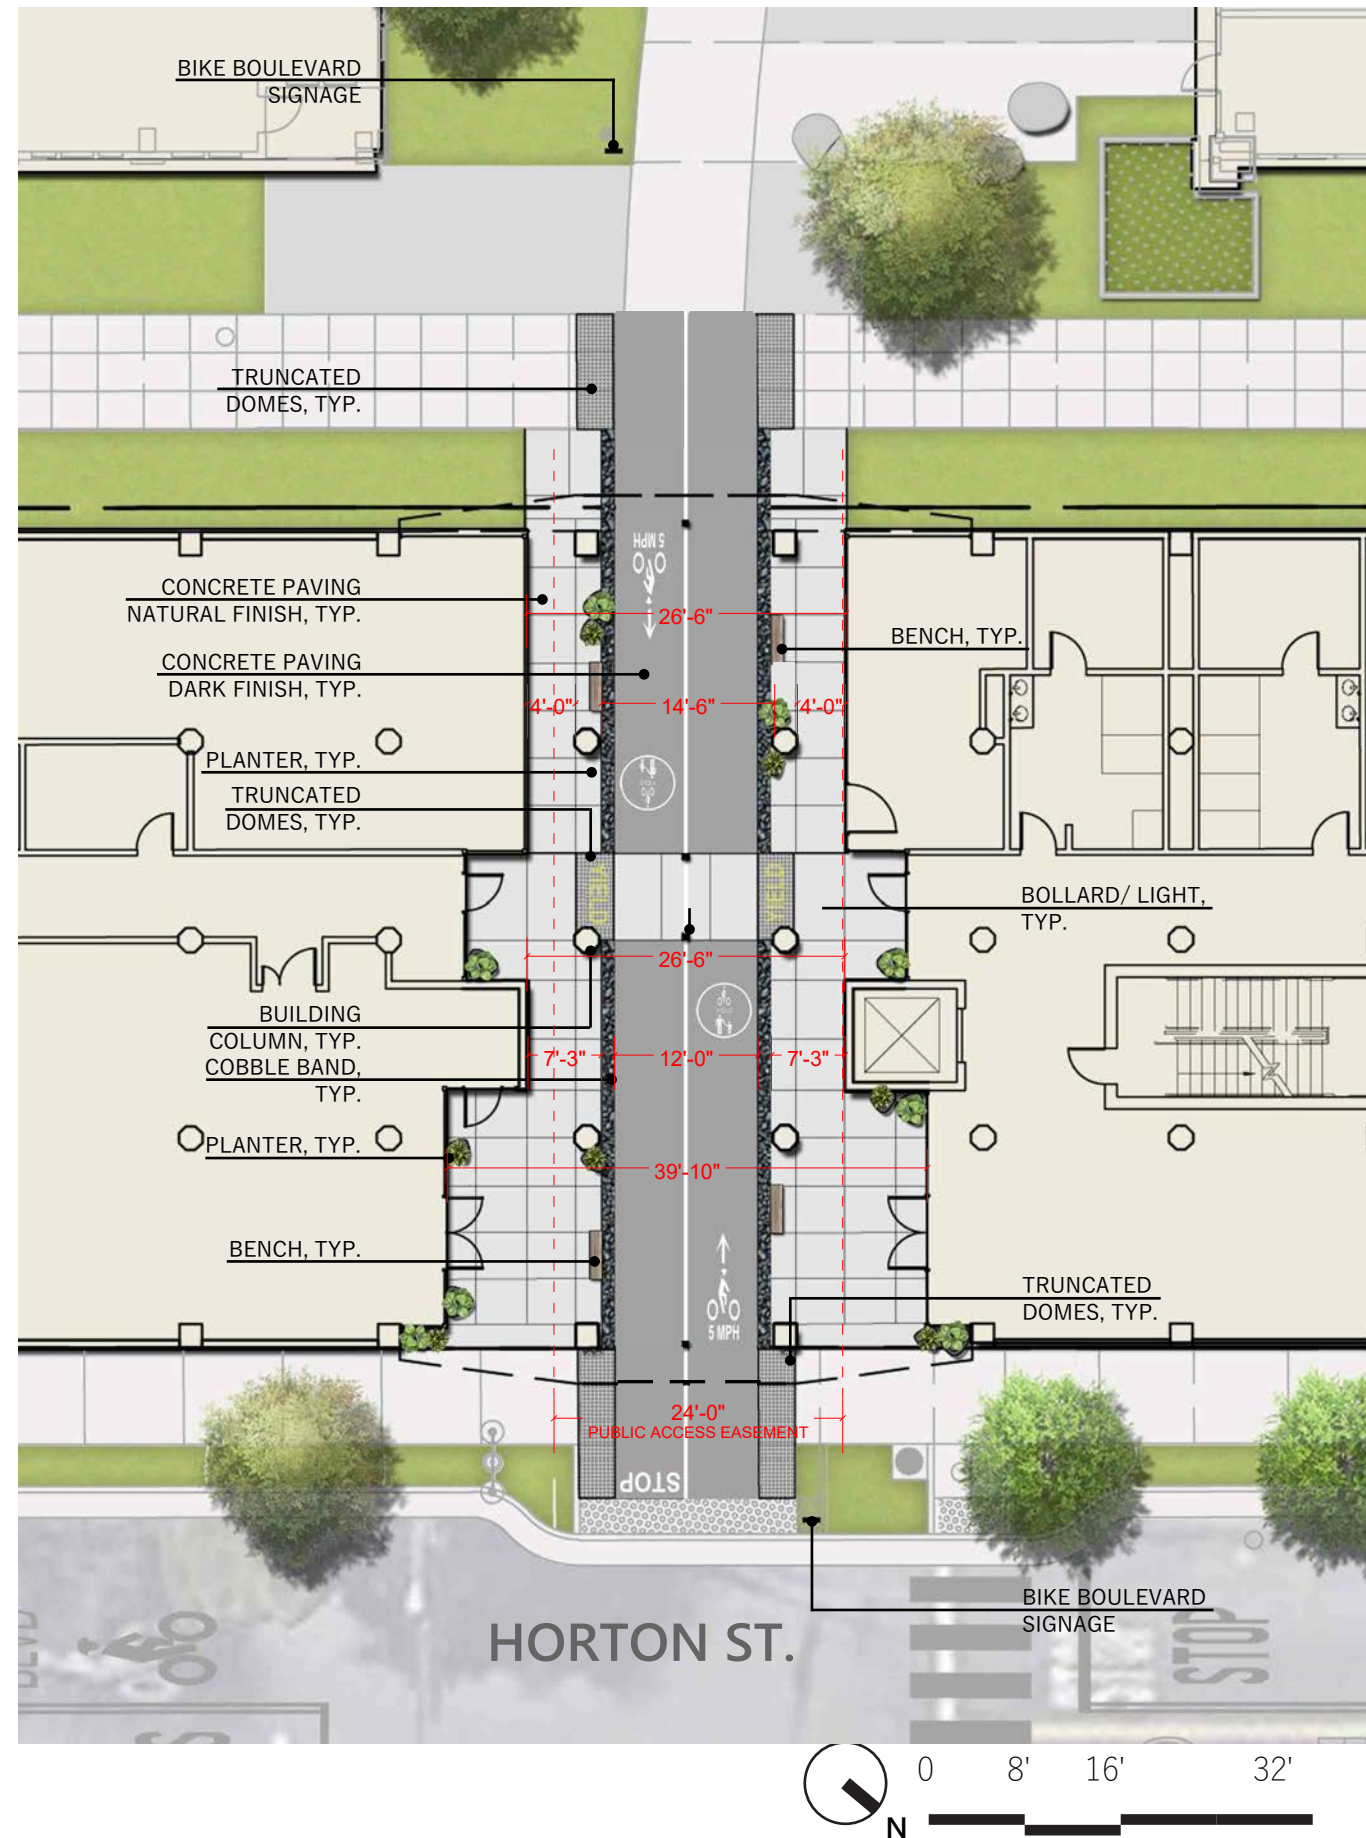 BIKE BOULEVARD
SIGNAGE
TRUNCATED
DOMES, TYP.
5 MPH
CONCRETE PAVING
NATURAL FINISH, TYP.
26'-6"
BENCH, TYP.
CONCRETE PAVING
DARK FINISH, TYP.
4'-0"
14'-6"
4'-0"
PLANTER, TYP.
TRUNCATED
DOMES, TYP.
YIELD
YIELD
BOLLARD/ LIGHT,
TYP.
26'-6"
BUILDING
COLUMN, TYP.
COBBLE BAND,
TYP.
7'-3"
12'-0"
7'-3"
PLANTER, TYP.
39'-10"
BENCH, TYP.
TRUNCATED
DOMES, TYP.
5 MPH
24'-0"
PUBLIC ACCESS EASEMENT
STOP
BIKE BOULEVARD
SIGNAGE
BLVD
STOP
HORTON ST.
N
0 8' 16' 32'